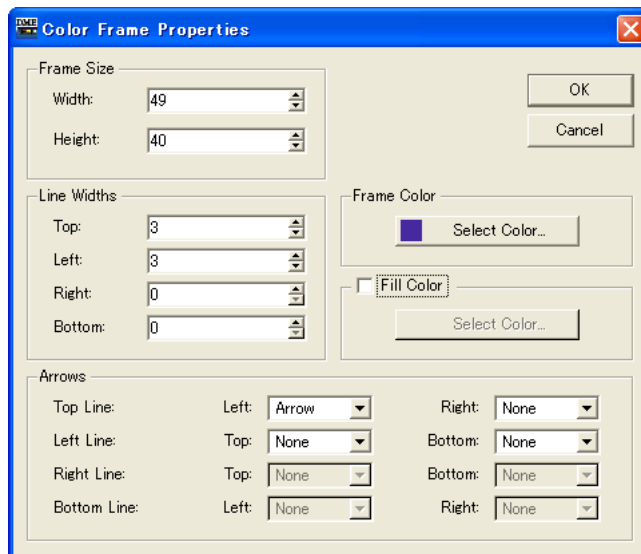 DME
Color Frame Properties
Frame Size
Width: 49
Height: 40
OK
Cancel
Line Widths
Top: 3
Left: 3
Right: 0
Bottom: 0
Frame Color
Select Color...
Fill Color
Select Color...
Arrows
Top Line: Left: Arrow Right: None
Left Line: Top: None Bottom: None
Right Line: Top: None Bottom: None
Bottom Line: Left: None Right: None